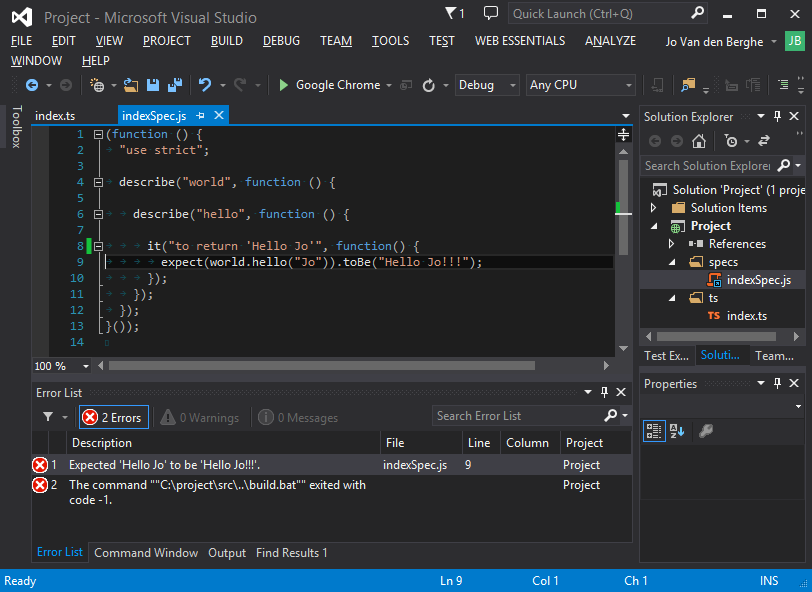 Project - Microsoft Visual Studio
1
Quick Launch (Ctrl+Q)
FILE EDIT VIEW PROJECT BUILD DEBUG TEAM TOOLS TEST WEB ESSENTIALS ANALYZE
Jo Van den Berghe
JB
WINDOW HELP
Google Chrome
Debug
Any CPU
Toolbox
index.ts
indexSpec.js
1 (function () {
2 "use strict";
3
4 describe("world", function () {
5
6 describe("hello", function () {
7
8 it("to return 'Hello Jo'", function() {
9 expect(world.hello("Jo")).toBe("Hello Jo!!!");
10 });
11 });
12 });
13 }());
14
100 %
Solution Explorer
Search Solution Explorer
Solution 'Project' (1 proje
Solution Items
Project
References
specs
indexSpec.js
ts
TS index.ts
Test Ex... Soluti... Team...
Properties
Error List
2 Errors
0 Warnings
0 Messages
Search Error List
Description File Line Column Project
1 Expected 'Hello Jo' to be 'Hello Jo!!!'. indexSpec.js 9 Project
2 The command ""C:\project\src\..\build.bat"" exited with Project
code -1.
Error List Command Window Output Find Results 1
Ready Ln 9 Col 1 Ch 1 INS